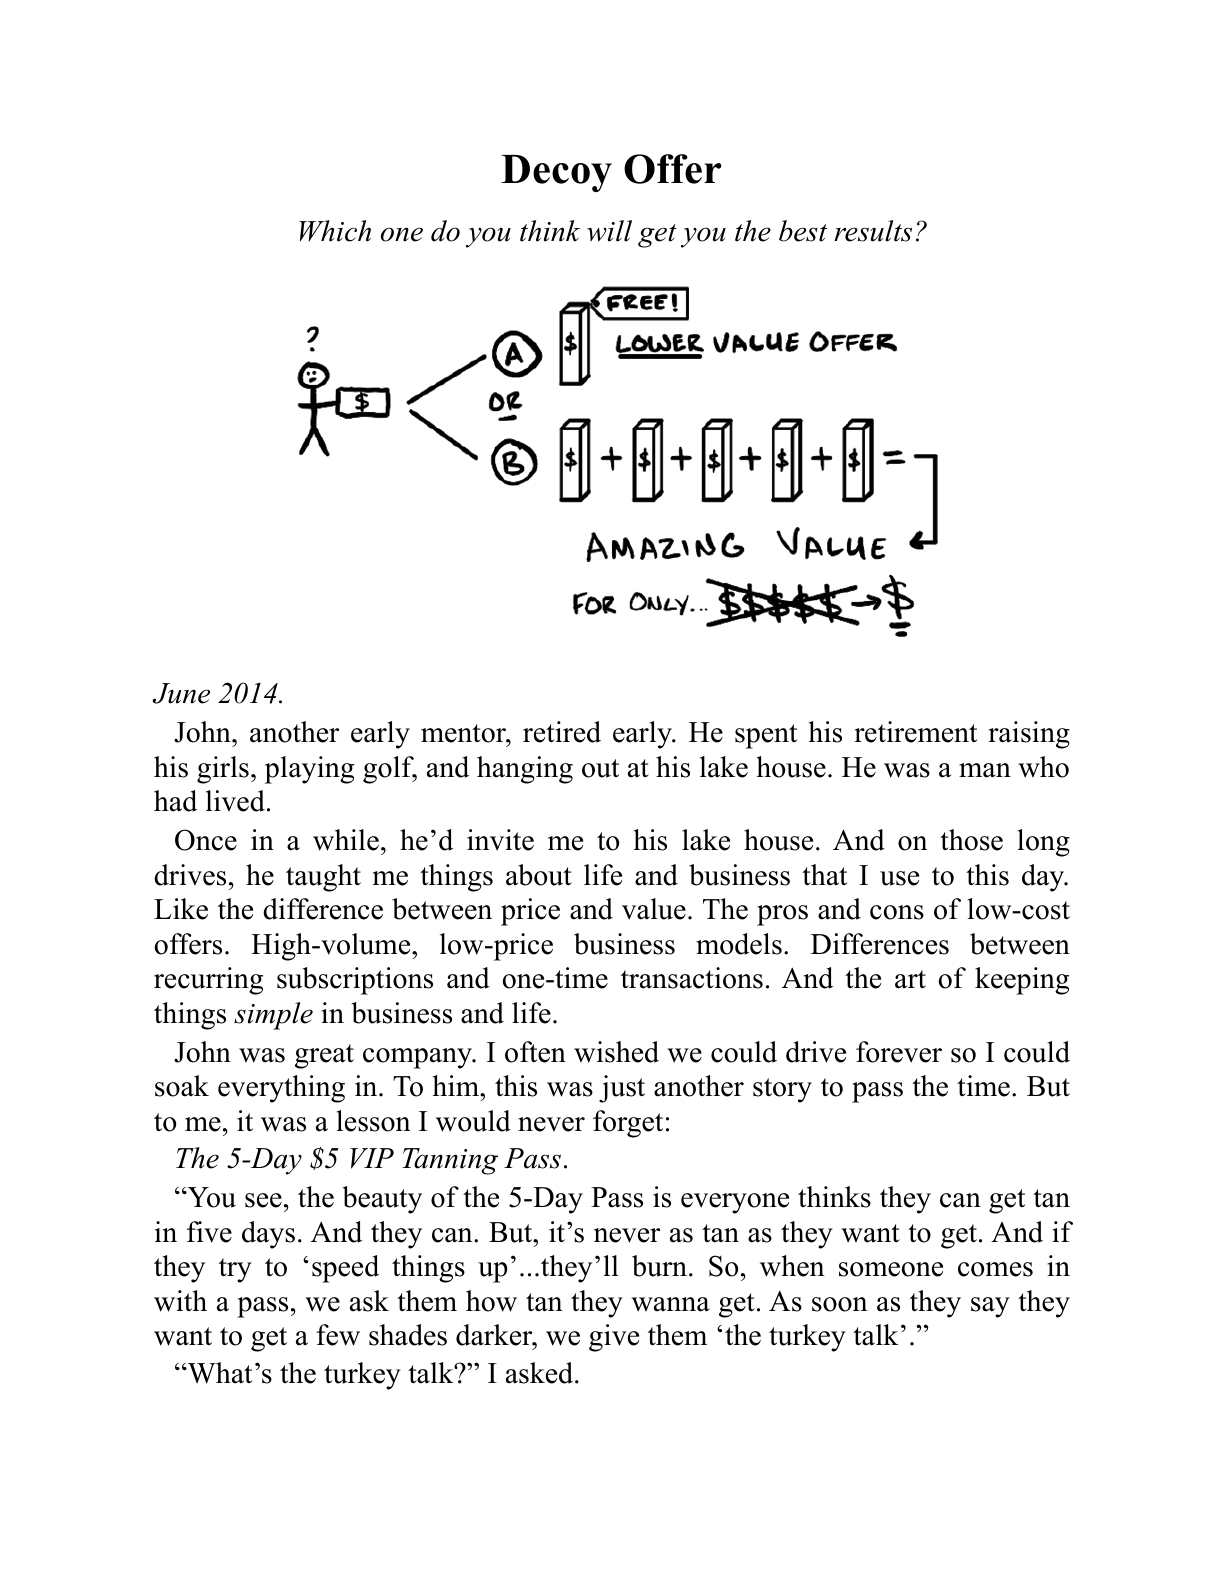 Decoy Offer
Which one do you think will get you the best results?
FREE!
?
A
$
LOWER VALUE OFFER
$
OR
B
$ + $ + $ + $ + $ =
AMAZING VALUE
FOR ONLY... $$$$$ → $
June 2014.
John, another early mentor, retired early. He spent his retirement raising
his girls, playing golf, and hanging out at his lake house. He was a man who
had lived.
Once in a while, he’d invite me to his lake house. And on those long
drives, he taught me things about life and business that I use to this day.
Like the difference between price and value. The pros and cons of low-cost
offers. High-volume, low-price business models. Differences between
recurring subscriptions and one-time transactions. And the art of keeping
things simple in business and life.
John was great company. I often wished we could drive forever so I could
soak everything in. To him, this was just another story to pass the time. But
to me, it was a lesson I would never forget:
The 5-Day $5 VIP Tanning Pass.
“You see, the beauty of the 5-Day Pass is everyone thinks they can get tan
in five days. And they can. But, it’s never as tan as they want to get. And if
they try to ‘speed things up’...they’ll burn. So, when someone comes in
with a pass, we ask them how tan they wanna get. As soon as they say they
want to get a few shades darker, we give them ‘the turkey talk’.”
“What’s the turkey talk?” I asked.